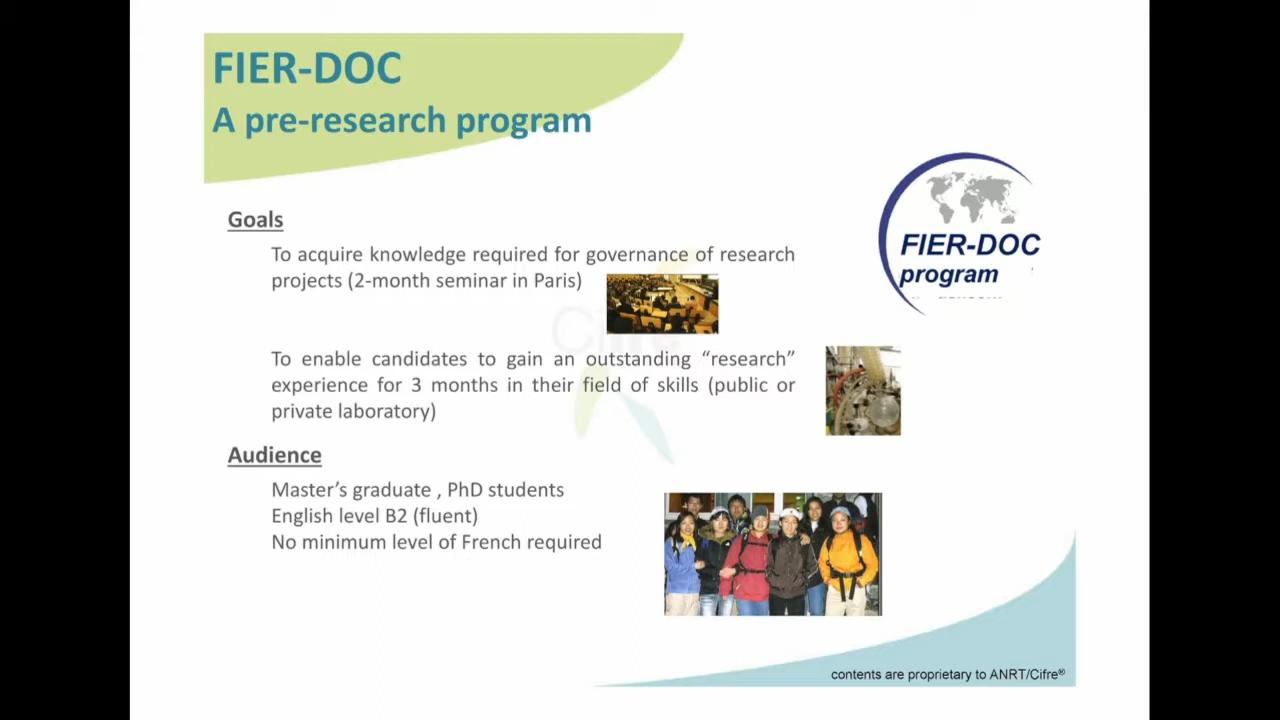 FIER-DOC
A pre-research program
Goals
To acquire knowledge required for governance of research
projects (2-month seminar in Paris)
To enable candidates to gain an outstanding “research”
experience for 3 months in their field of skills (public or
private laboratory)
Audience
Master’s graduate , PhD students
English level B2 (fluent)
No minimum level of French required
FIER-DOC
program
Cifre
contents are proprietary to ANRT/Cifre®